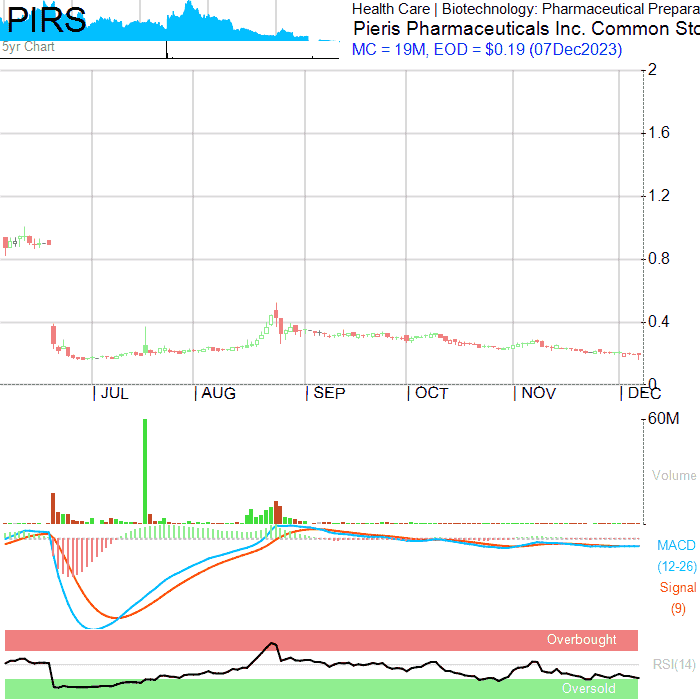 PIRS
5yr Chart
Health Care | Biotechnology: Pharmaceutical Prepara
Pieris Pharmaceuticals Inc. Common Sto
MC = 19M, EOD = $0.19 (07Dec2023)
2
1.6
1.2
0.8
0.4
0
| JUL | AUG | SEP | OCT | NOV | DEC
60M
Volume
MACD
(12-26)
Signal
(9)
Overbought
RSI(14)
Oversold